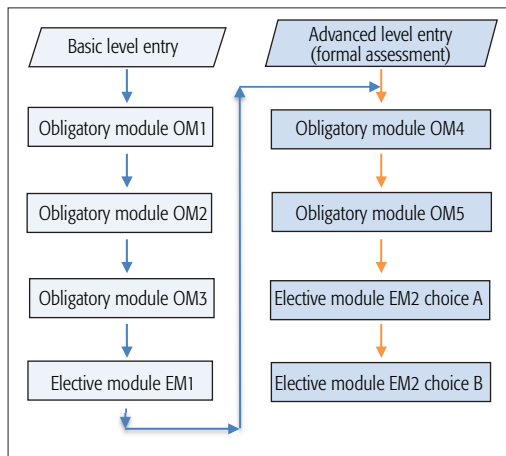 Basic level entry
Obligatory module OM1
Obligatory module OM2
Obligatory module OM3
Elective module EM1
Advanced level entry
(formal assessment)
Obligatory module OM4
Obligatory module OM5
Elective module EM2 choice A
Elective module EM2 choice B